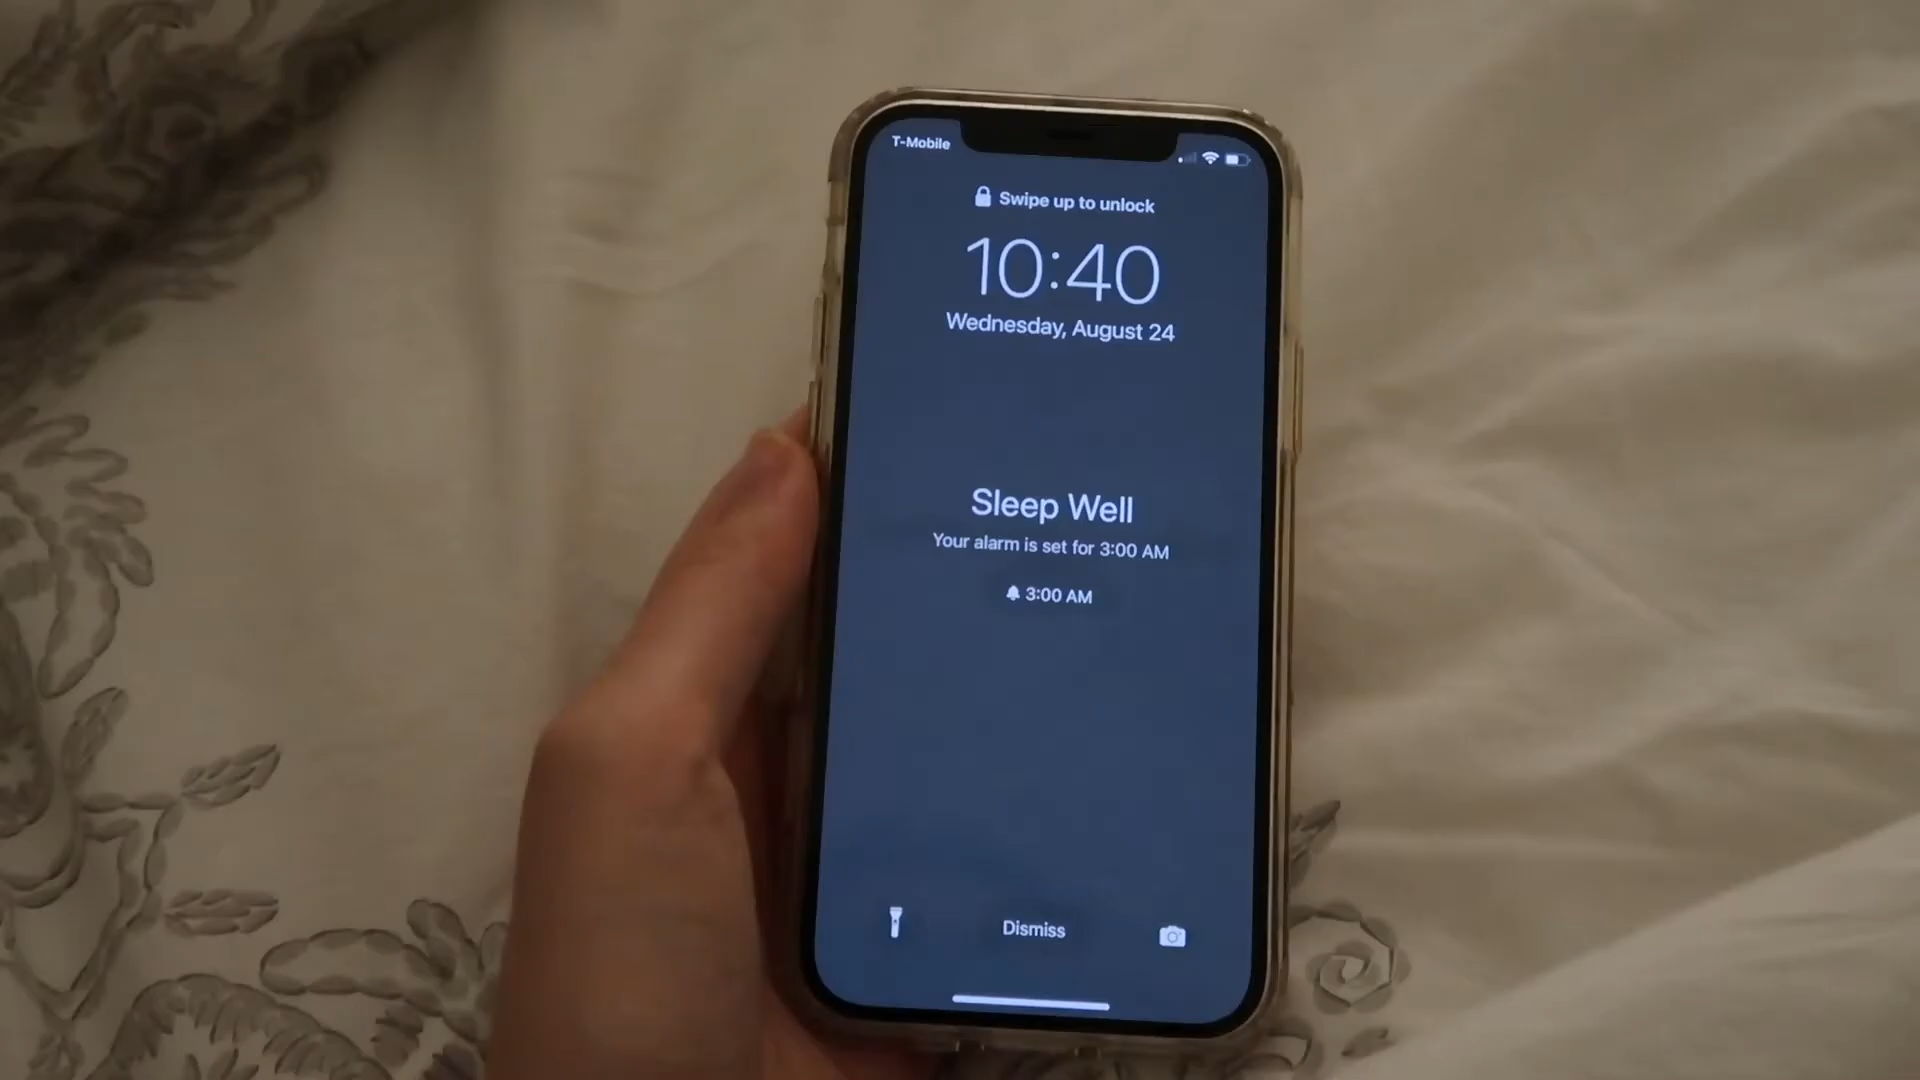 T-Mobile
Swipe up to unlock
10:40
Wednesday, August 24
Sleep Well
Your alarm is set for 3:00 AM
3:00 AM
Dismiss